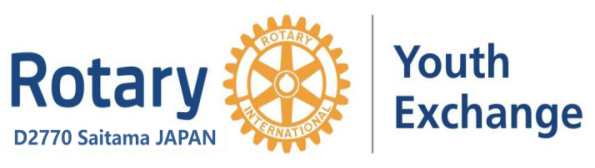 Rotary
D2770 Saitama JAPAN
ROTARY
INTERNATIONAL
Youth
Exchange